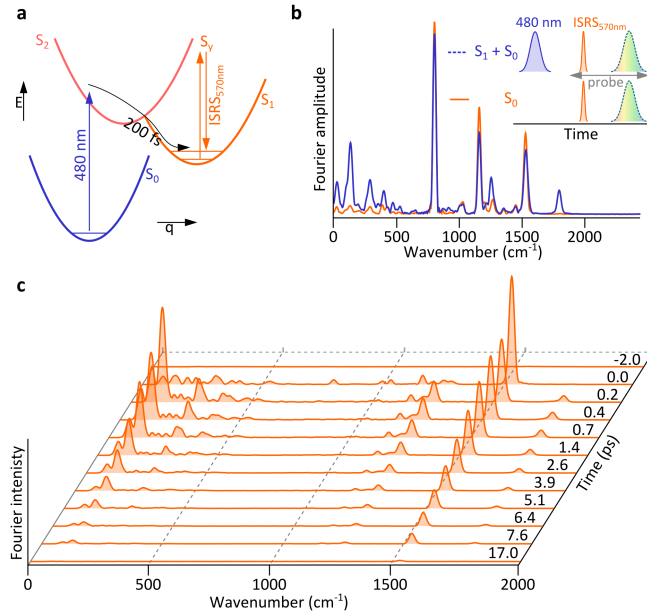 a
S2
Sγ
S1
E
ISRS570nm
200 fs
480 nm
S0
q
b
480 nm
ISRS570nm
S1 + S0
probe
S0
Time
Fourier amplitude
0
500
1000
1500
2000
Wavenumber (cm-1)
c
-2.0
0.0
0.2
0.4
0.7
1.4
2.6
3.9
5.1
6.4
7.6
17.0
Time (ps)
Fourier intenisty
0
500
1000
1500
2000
Wavenumber (cm-1)